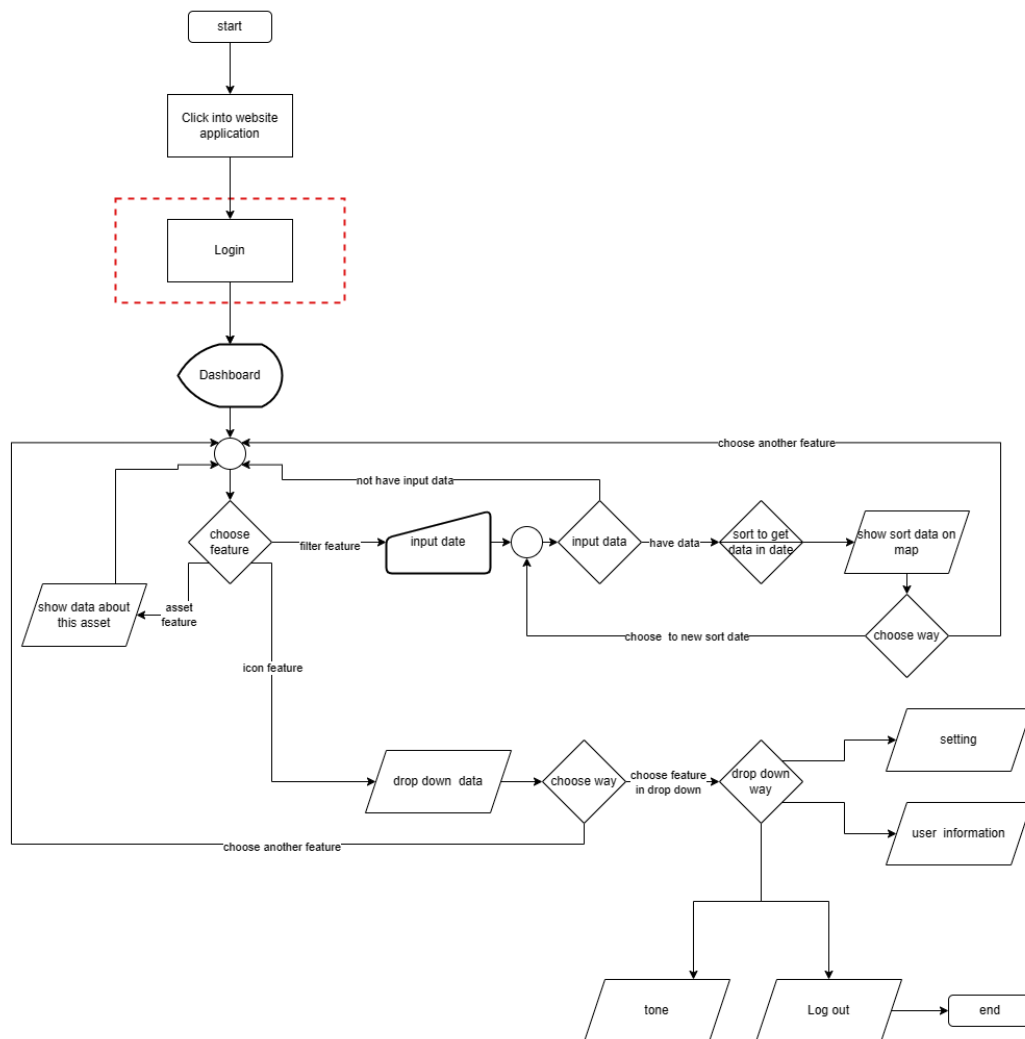 start
Click into website
application
Login
Dashboard
choose another feature
not have input data
choose
feature
filter feature
input date
input data
have data
sort to get
data in date
show sort data on
map
show data about
this asset
asset
feature
choose  to new sort date
choose way
icon feature
setting
drop down  data
choose way
choose feature
in drop down
drop down
way
user  information
choose another feature
tone
Log out
end